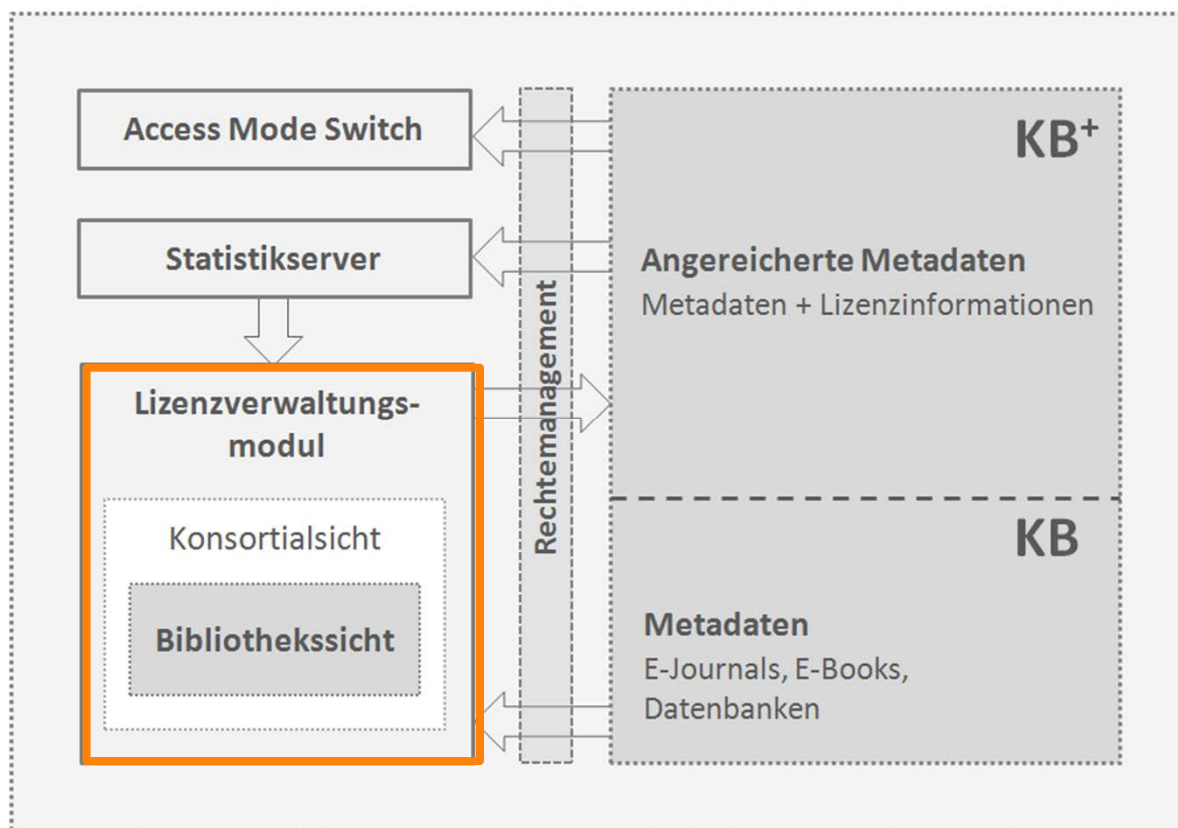 Access Mode Switch
Statistikserver
Lizenzverwaltungs-
modul
Konsortialsicht
Bibliothekssicht
Rechtemanagement
KB+
Angereicherte Metadaten
Metadaten + Lizenzinformationen
KB
Metadaten
E-Journals, E-Books,
Datenbanken